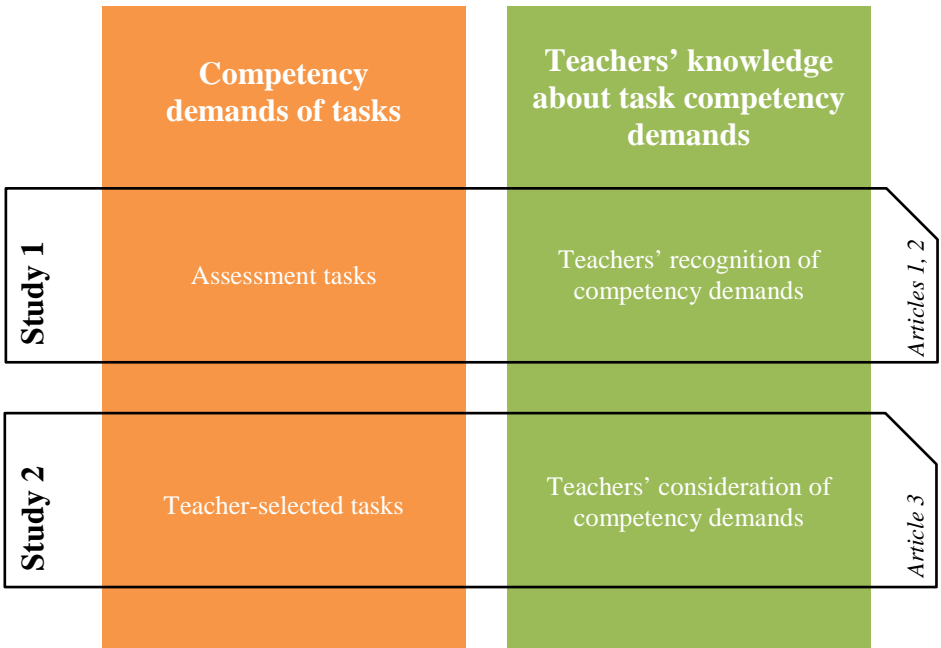 Competency
demands of tasks
Teachers’ knowledge
about task competency
demands
Study 1
Assessment tasks
Teachers’ recognition of
competency demands
Articles 1, 2
Study 2
Teacher-selected tasks
Teachers’ consideration of
competency demands
Article 3